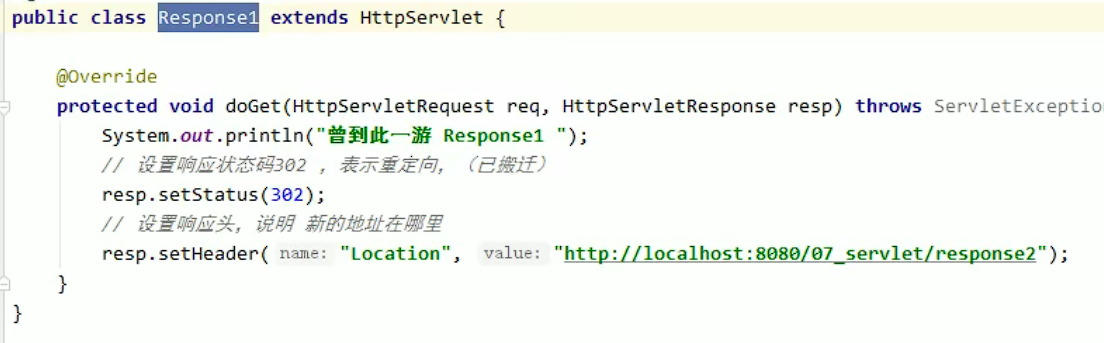 public class Response1 extends HttpServlet {
@Override
protected void doGet(HttpServletRequest req, HttpServletResponse resp) throws ServletExceptio
System.out.println("曾到此一游 Response1 ");
// 设置响应状态码302 ，表示重定向，（已搬迁）
resp.setStatus(302);
// 设置响应头，说明 新的地址在哪里
resp.setHeader( name: "Location", value: "http://localhost:8080/07_servlet/response2");
}
}